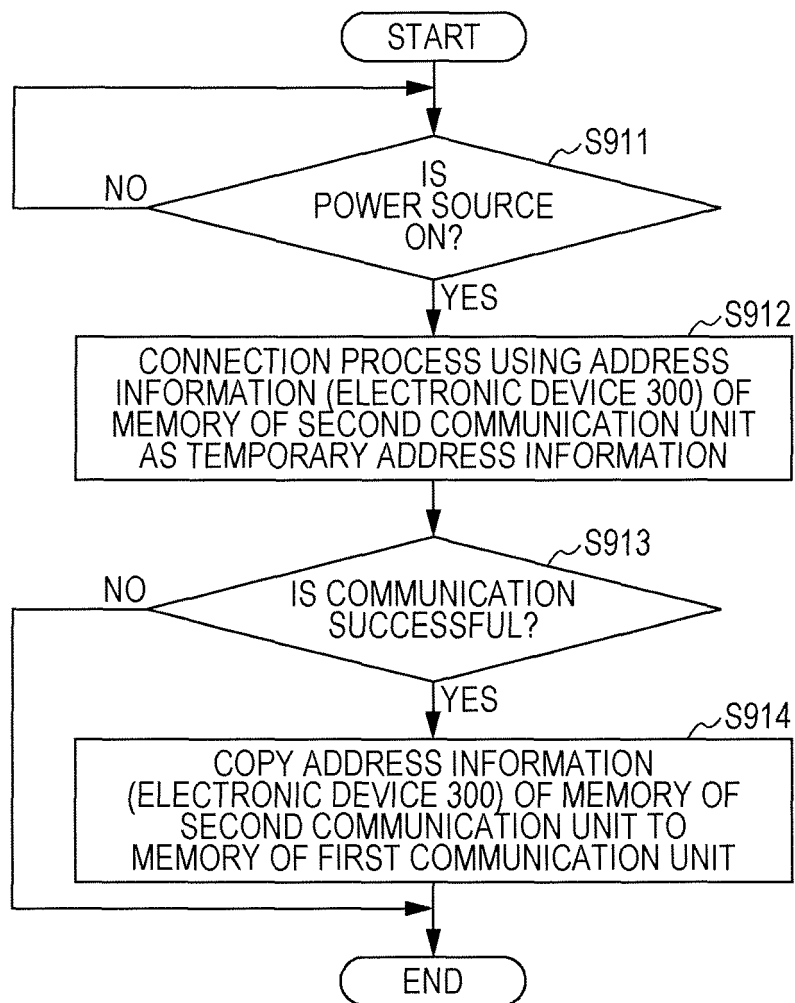 START
S911
IS
POWER SOURCE
ON?
NO
YES
S912
CONNECTION PROCESS USING ADDRESS
INFORMATION (ELECTRONIC DEVICE 300) OF
MEMORY OF SECOND COMMUNICATION UNIT
AS TEMPORARY ADDRESS INFORMATION
S913
NO
IS COMMUNICATION
SUCCESSFUL?
YES
S914
COPY ADDRESS INFORMATION
(ELECTRONIC DEVICE 300) OF MEMORY OF
SECOND COMMUNICATION UNIT TO
MEMORY OF FIRST COMMUNICATION UNIT
END